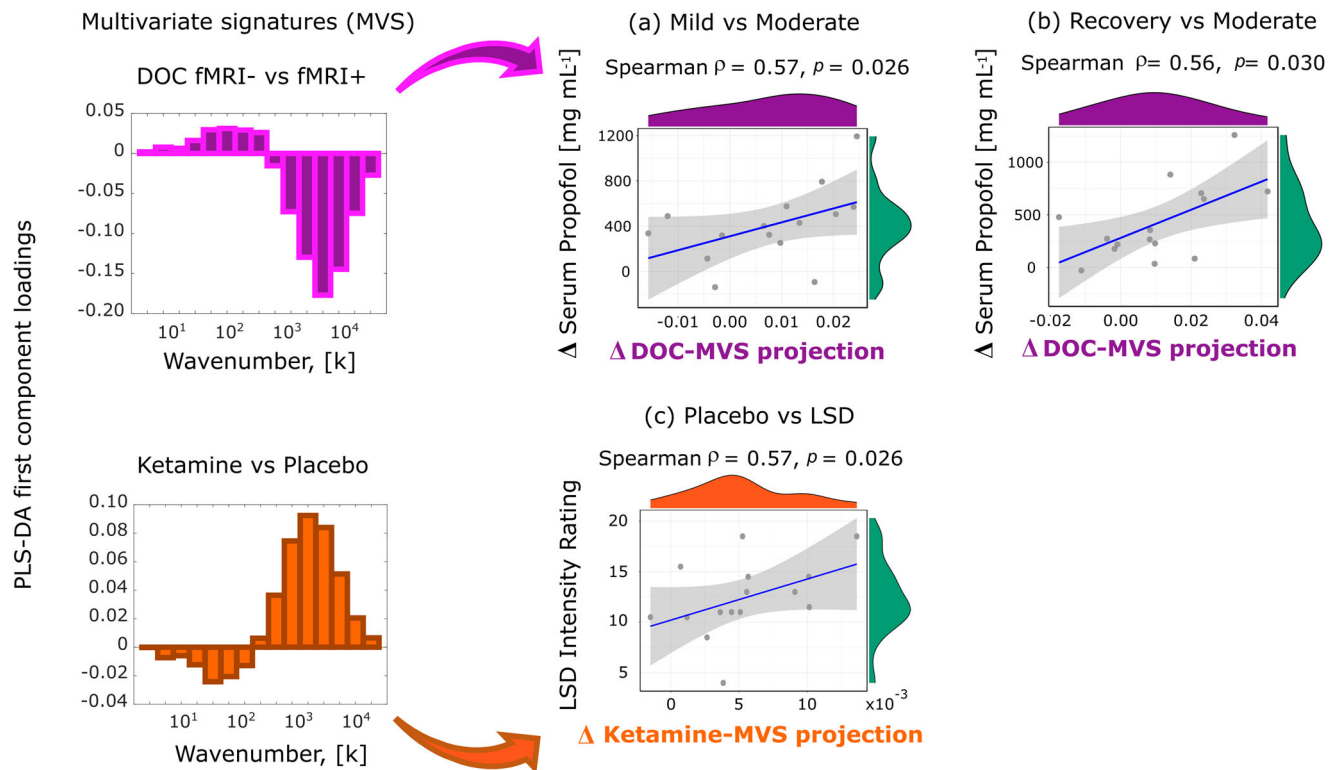 Multivariate signatures (MVS)
DOC fMRI- vs fMRI+
0.05
0
-0.05
-0.10
-0.15
-0.20
10¹ 10² 10³ 10⁴
Wavenumber, [k]
PLS-DA first component loadings
Ketamine vs Placebo
0.10
0.08
0.06
0.04
0.02
0
-0.02
-0.04
10¹ 10² 10³ 10⁴
Wavenumber, [k]
(a) Mild vs Moderate
Spearman ρ = 0.57, p = 0.026
Δ Serum Propofol [mg mL⁻¹]
1200
800
400
0
-0.01 0.00 0.01 0.02
Δ DOC-MVS projection
(b) Recovery vs Moderate
Spearman ρ= 0.56, p= 0.030
Δ Serum Propofol [mg mL⁻¹]
1000
500
0
-0.02 0.00 0.02 0.04
Δ DOC-MVS projection
(c) Placebo vs LSD
Spearman ρ = 0.57, p = 0.026
LSD Intensity Rating
20
15
10
5
0 5 10 x10⁻³
Δ Ketamine-MVS projection